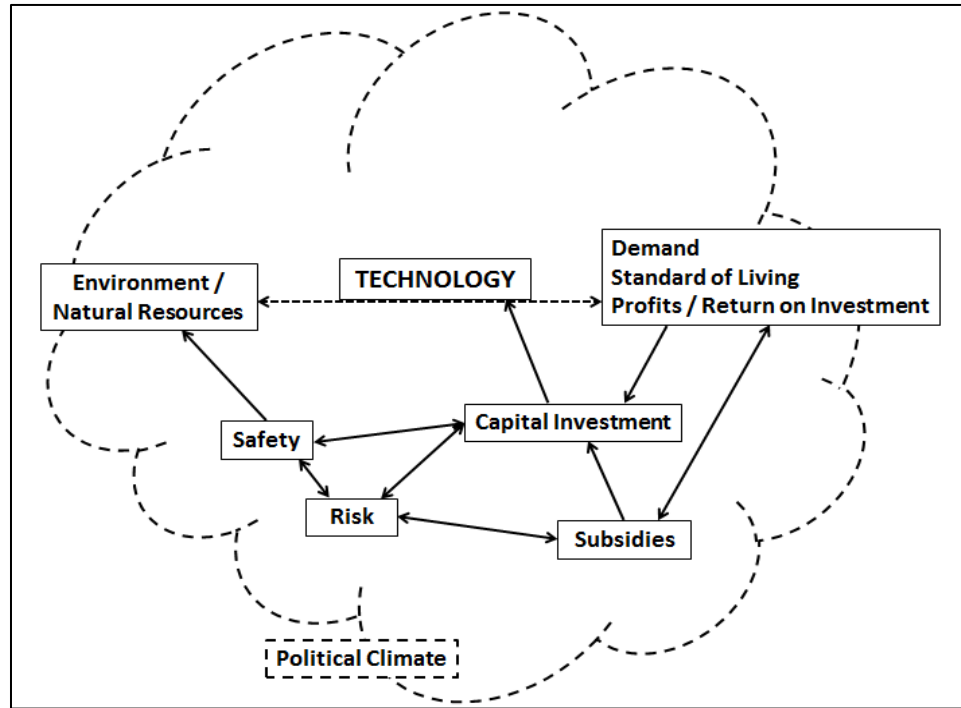 Environment /
Natural Resources
TECHNOLOGY
Demand
Standard of Living
Profits / Return on Investment
Safety
Capital Investment
Risk
Subsidies
Political Climate